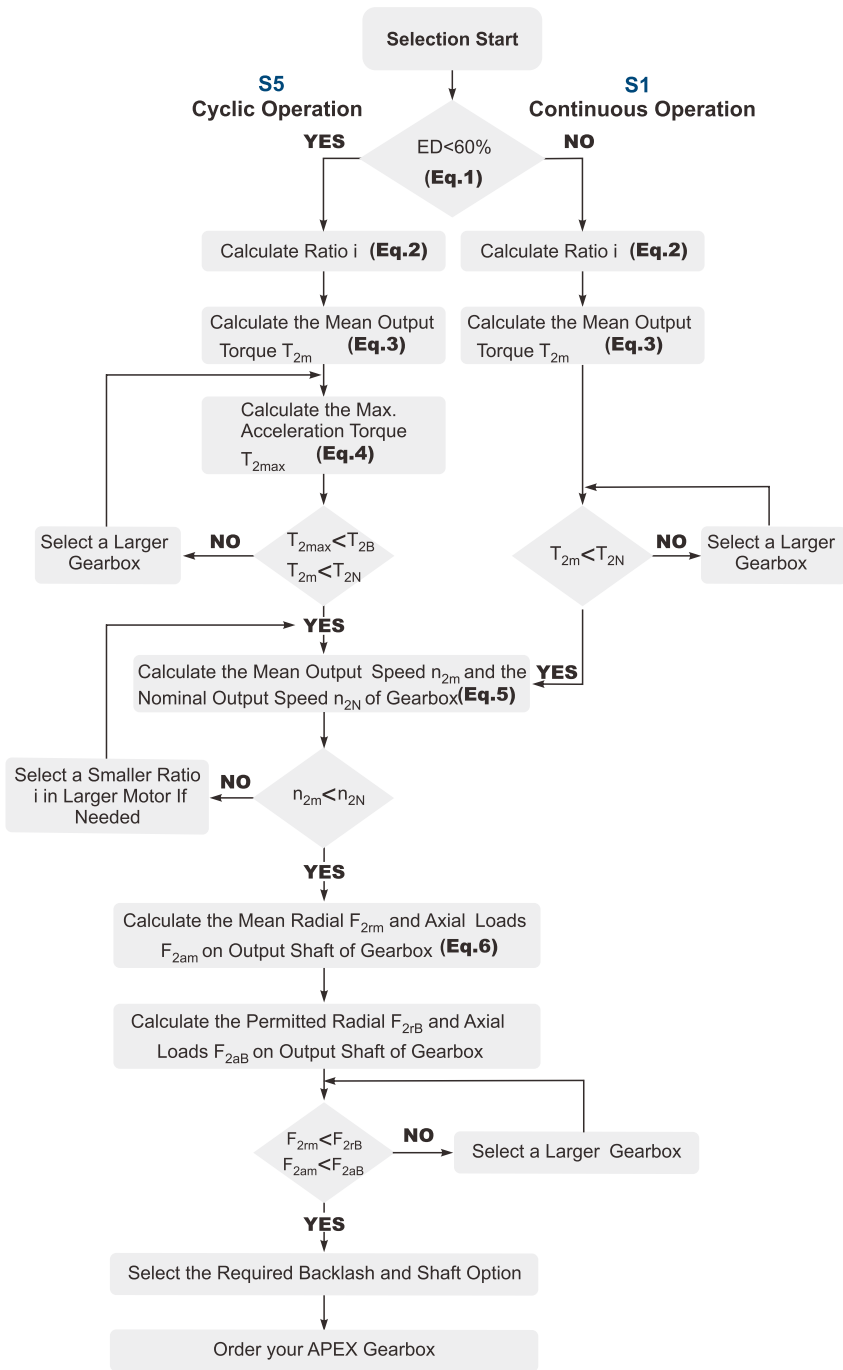 Selection Start
S5
Cyclic Operation
S1
Continuous Operation
YES
ED<60%
(Eq.1)
NO
Calculate Ratio i (Eq.2)
Calculate Ratio i (Eq.2)
Calculate the Mean Output
Torque T2m (Eq.3)
Calculate the Mean Output
Torque T2m (Eq.3)
Calculate the Max.
Acceleration Torque
T2max (Eq.4)
Select a Larger
Gearbox
NO
T2max<T2B
T2m<T2N
T2m<T2N
NO
Select a Larger
Gearbox
YES
Calculate the Mean Output Speed n2m and the
Nominal Output Speed n2N of Gearbox(Eq.5)
YES
Select a Smaller Ratio
i in Larger Motor If
Needed
NO
n2m<n2N
YES
Calculate the Mean Radial F2rm and Axial Loads
F2am on Output Shaft of Gearbox (Eq.6)
Calculate the Permitted Radial F2rB and Axial
Loads F2aB on Output Shaft of Gearbox
F2rm<F2rB
F2am<F2aB
NO
Select a Larger Gearbox
YES
Select the Required Backlash and Shaft Option
Order your APEX Gearbox